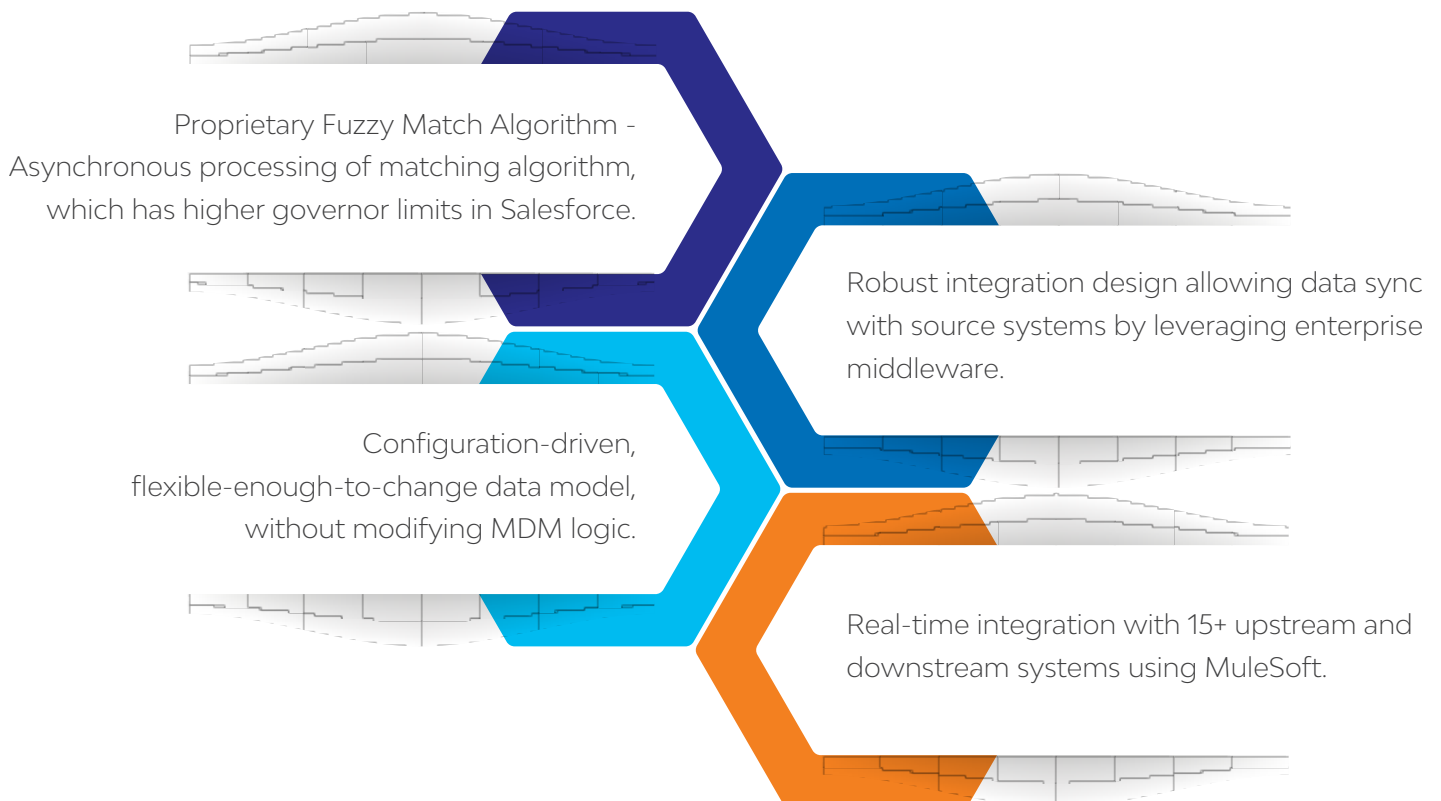 Proprietary Fuzzy Match Algorithm -
Asynchronous processing of matching algorithm,
which has higher governor limits in Salesforce.
Robust integration design allowing data sync
with source systems by leveraging enterprise
middleware.
Configuration-driven,
flexible-enough-to-change data model,
without modifying MDM logic.
Real-time integration with 15+ upstream and
downstream systems using MuleSoft.